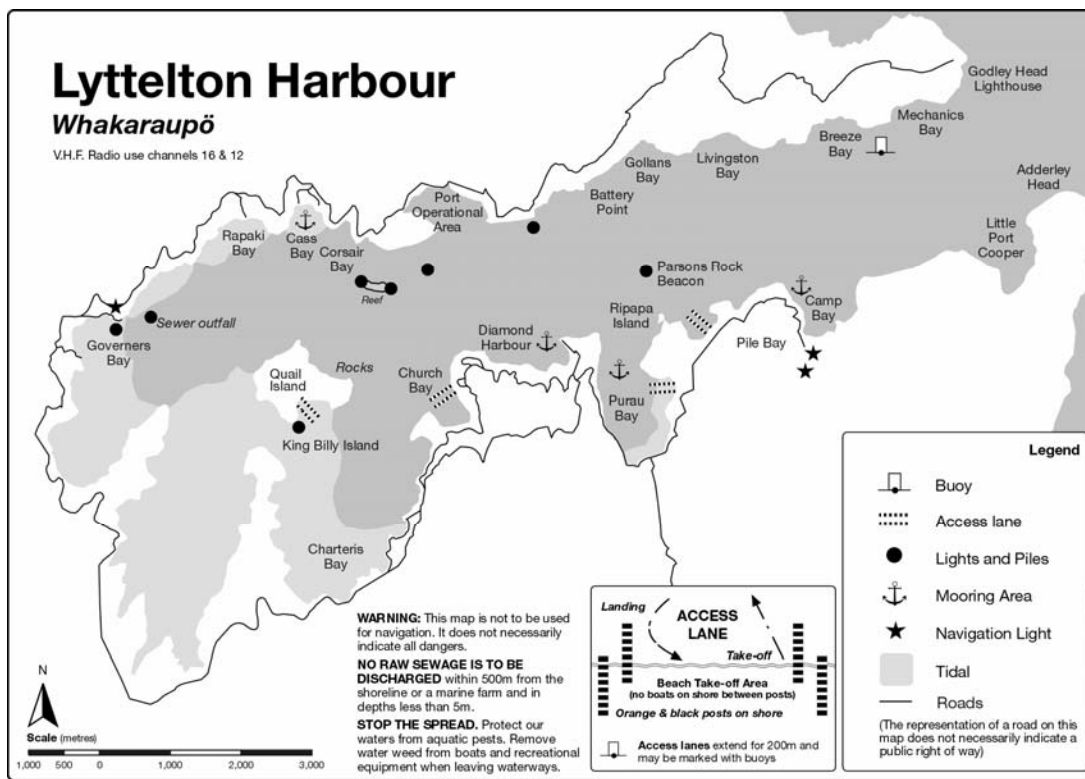 Lyttelton Harbour
Whakaraupö
V.H.F. Radio use channels 16 & 12
Godley Head
Lighthouse
Mechanics
Bay
Breeze
Bay
Livingston
Bay
Gollans
Bay
Battery
Point
Adderley
Head
Little
Port
Cooper
Port
Operational
Area
Rapaki
Bay
Cass
Bay
Corsair
Bay
Reef
Parsons Rock
Beacon
Ripapa
Island
Camp
Bay
Pile Bay
Sewer outfall
Governers
Bay
Diamond
Harbour
Quail
Island
Rocks
Church
Bay
Purau
Bay
King Billy Island
Charteris
Bay
N
Scale (metres)
1,000 500 0 1,000 2,000 3,000
WARNING: This map is not to be used
for navigation. It does not necessarily
indicate all dangers.
NO RAW SEWAGE IS TO BE
DISCHARGED within 500m from the
shoreline or a marine farm and in
depths less than 5m.
STOP THE SPREAD. Protect our
waters from aquatic pests. Remove
water weed from boats and recreational
equipment when leaving waterways.
Landing
ACCESS
LANE
Take-off
Beach Take-off Area
(no boats on shore between posts)
Orange & black posts on shore
Access lanes extend for 200m and
may be marked with buoys
Legend
Buoy
Access lane
Lights and Piles
Mooring Area
Navigation Light
Tidal
Roads
(The representation of a road on this
map does not necessarily indicate a
public right of way)